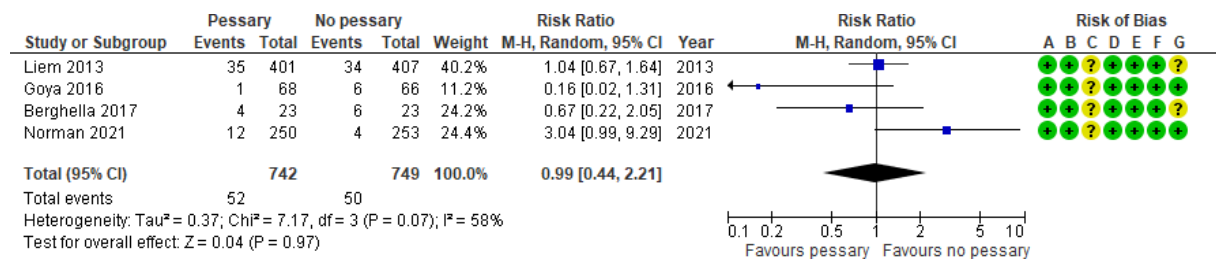 Pessary No pessary Risk Ratio Risk Ratio Risk of Bias
Study or Subgroup Events Total Events Total Weight M-H, Random, 95% CI Year M-H, Random, 95% CI A B C D E F G
Liem 2013 35 401 34 407 40.2% 1.04 [0.67, 1.64] 2013 + + ? + + + ?
Goya 2016 1 68 6 66 11.2% 0.16 [0.02, 1.31] 2016 + + ? + + + +
Berghella 2017 4 23 6 23 24.2% 0.67 [0.22, 2.05] 2017 + + ? + + + ?
Norman 2021 12 250 4 253 24.4% 3.04 [0.99, 9.29] 2021 + + ? + + + +
Total (95% CI) 742 749 100.0% 0.99 [0.44, 2.21]
Total events 52 50
Heterogeneity: Tau² = 0.37; Chi² = 7.17, df = 3 (P = 0.07); I² = 58%
Test for overall effect: Z = 0.04 (P = 0.97)
0.1 0.2 0.5 1 2 5 10
Favours pessary Favours no pessary